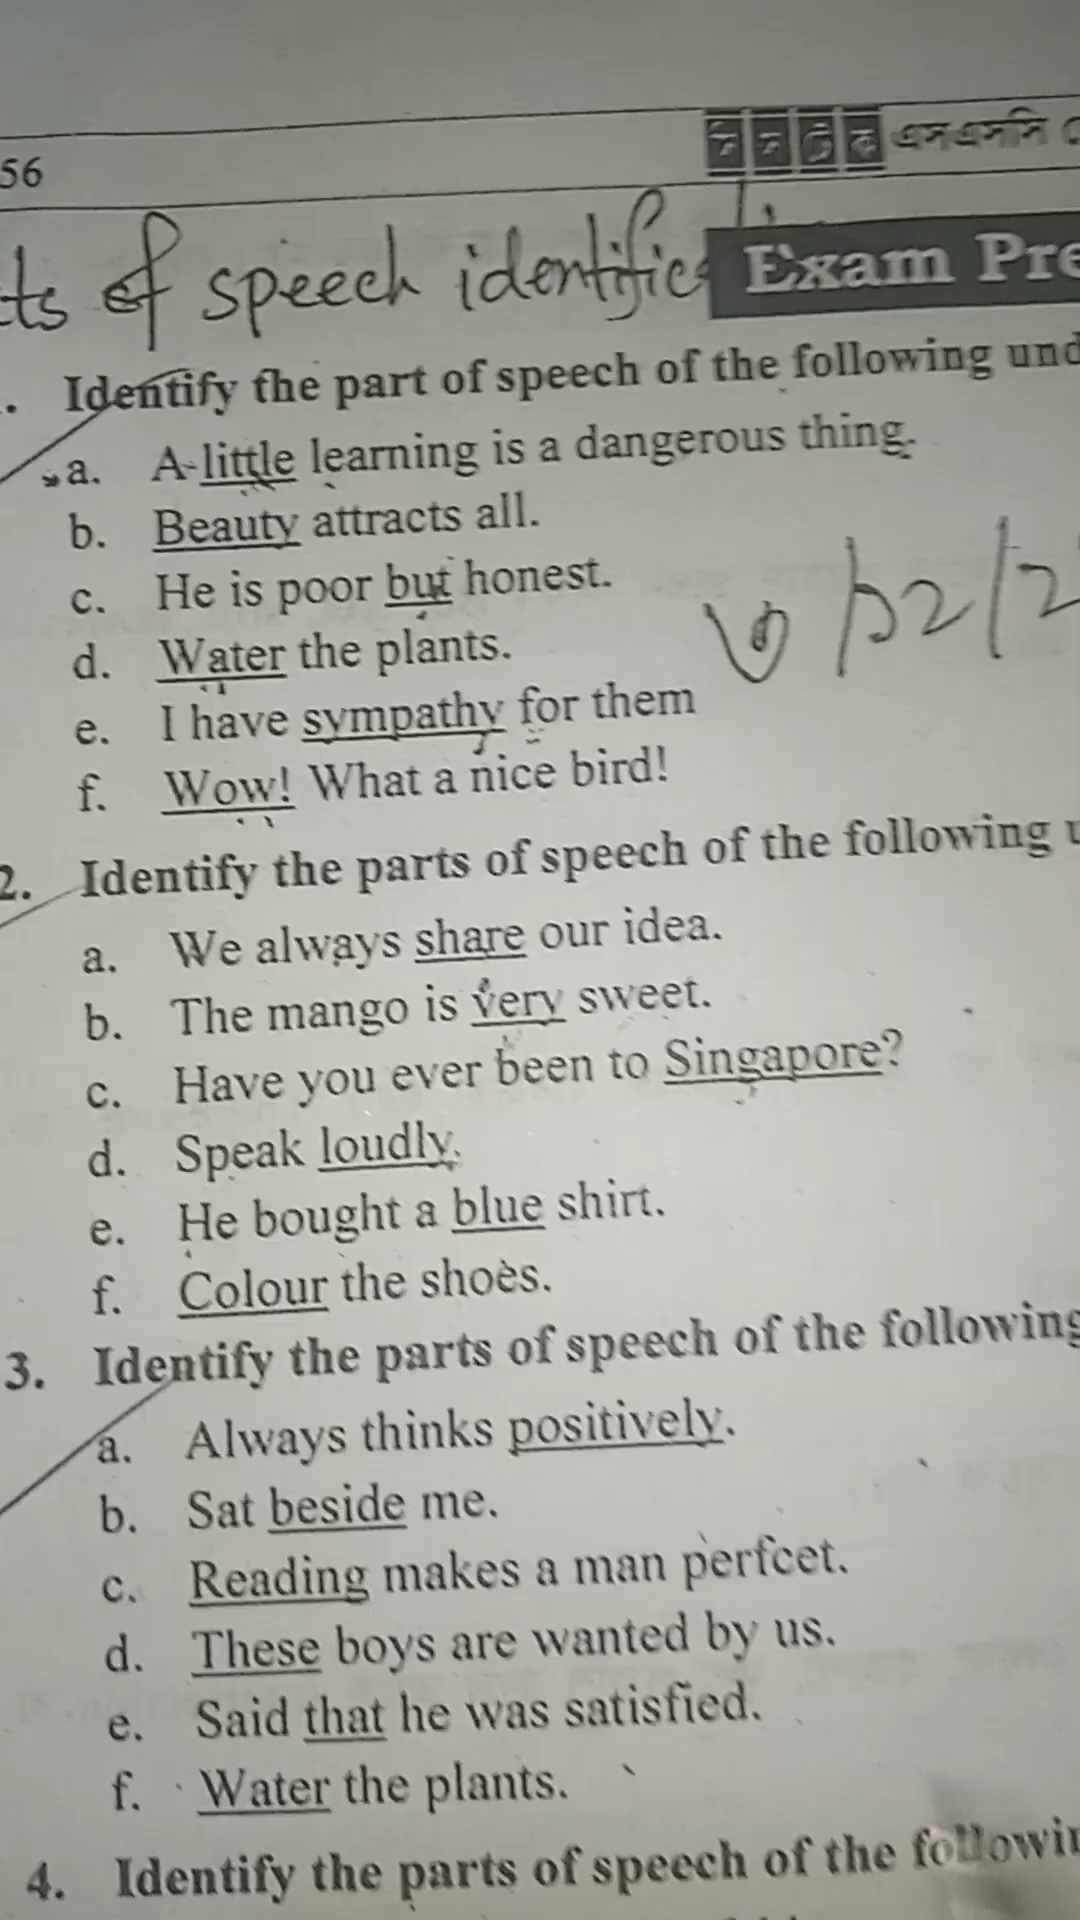 56
এসএসসি
of speech
Exam
Identify the part of speech of the following
a. A little learning is a dangerous thing.
b. Beauty attracts all.
c. He is poor but honest.
d. Water the plants.
e. I have sympathy for them
f. Wow! What a nice bird!
2. Identify the parts of speech of the following
a. We always share our idea.
b. The mango is very sweet.
c. Have you ever been to Singapore?
d. Speak loudly.
e. He bought a blue shirt.
f. Colour the shoes.
3. Identify the parts of speech of the following
a. Always thinks positively.
b. Sat beside me.
c. Reading makes a man perfcet.
d. These boys are wanted by us.
e. Said that he was satisfied.
f. Water the plants.
4. Identify the parts of speech of the